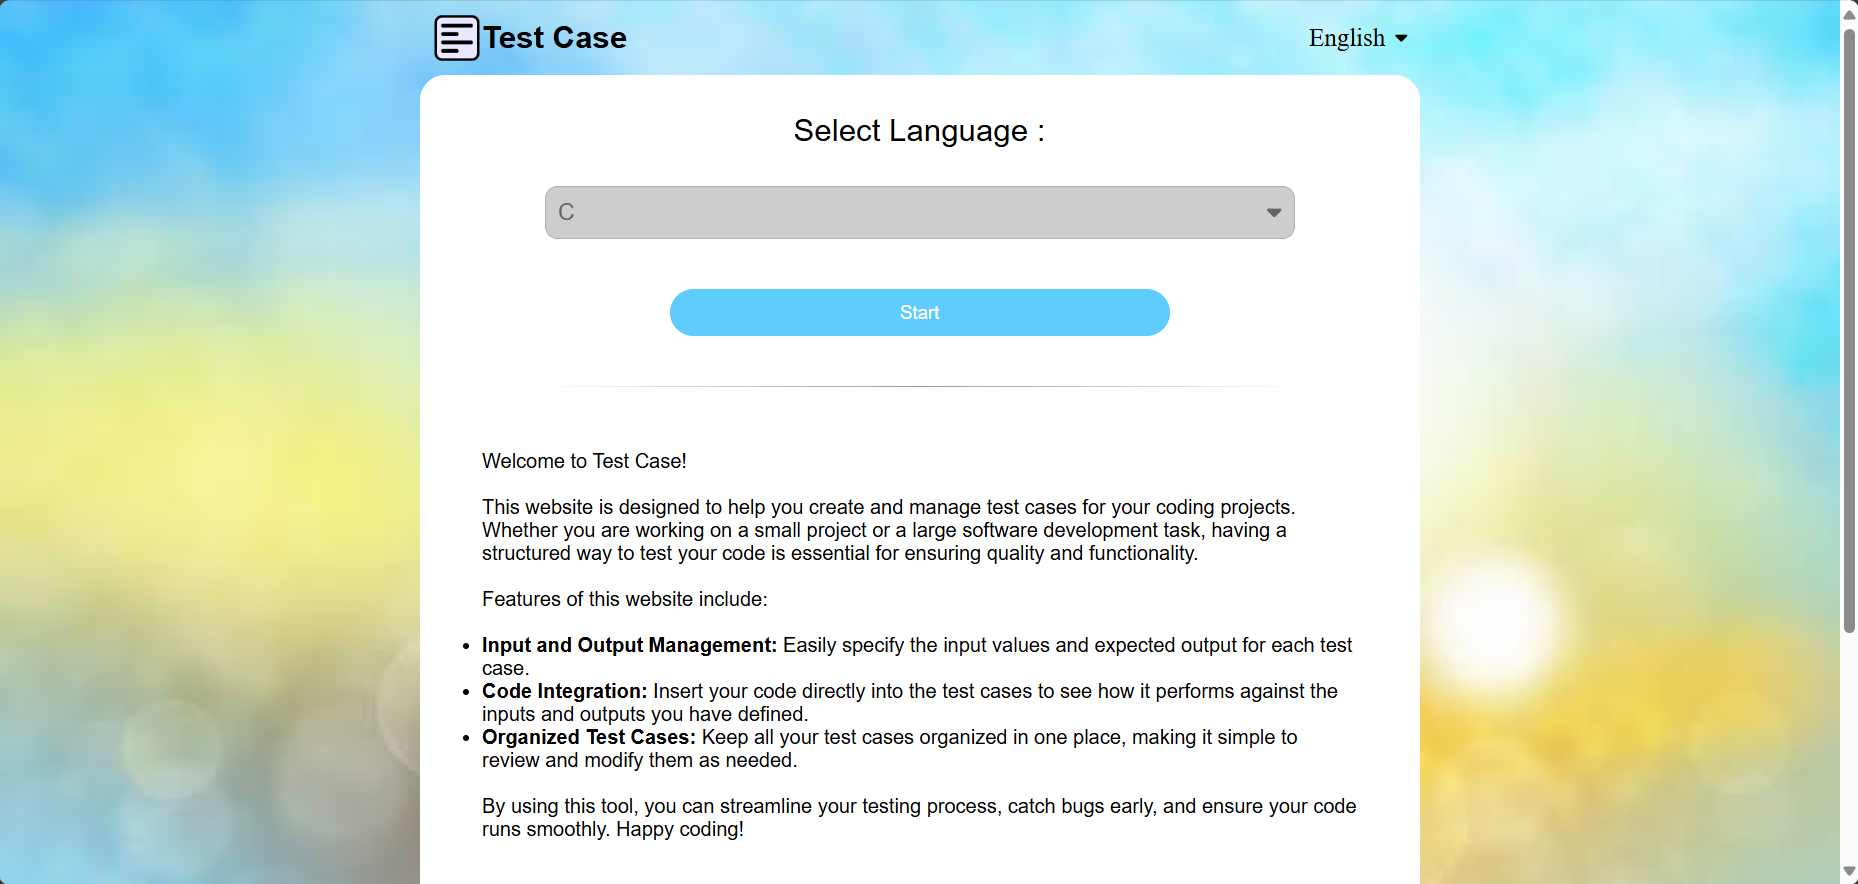 Test Case
English
Select Language :
C
Start
Welcome to Test Case!
This website is designed to help you create and manage test cases for your coding projects.
Whether you are working on a small project or a large software development task, having a
structured way to test your code is essential for ensuring quality and functionality.
Features of this website include:
• Input and Output Management: Easily specify the input values and expected output for each test
case.
• Code Integration: Insert your code directly into the test cases to see how it performs against the
inputs and outputs you have defined.
• Organized Test Cases: Keep all your test cases organized in one place, making it simple to
review and modify them as needed.
By using this tool, you can streamline your testing process, catch bugs early, and ensure your code
runs smoothly. Happy coding!